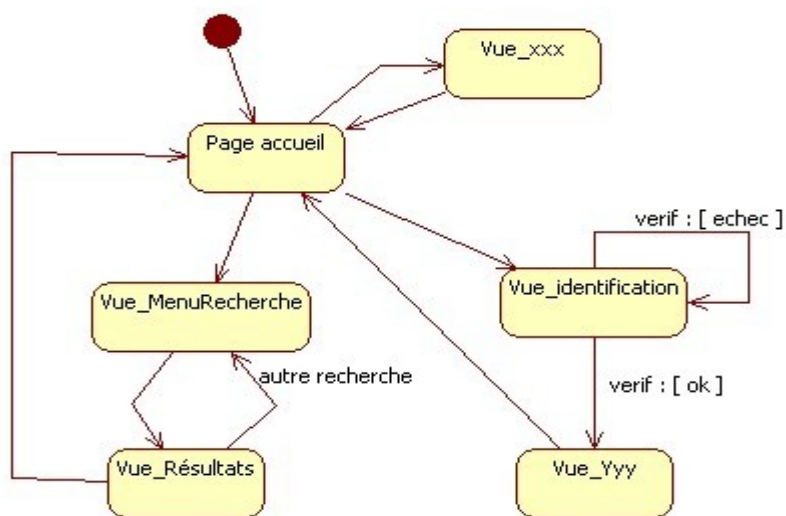 Vue_xxx
Page accueil
verif : [ echec ]
Vue_MenuRecherche
Vue_identification
autre recherche
verif : [ ok ]
Vue_Résultats
Vue_Yyy